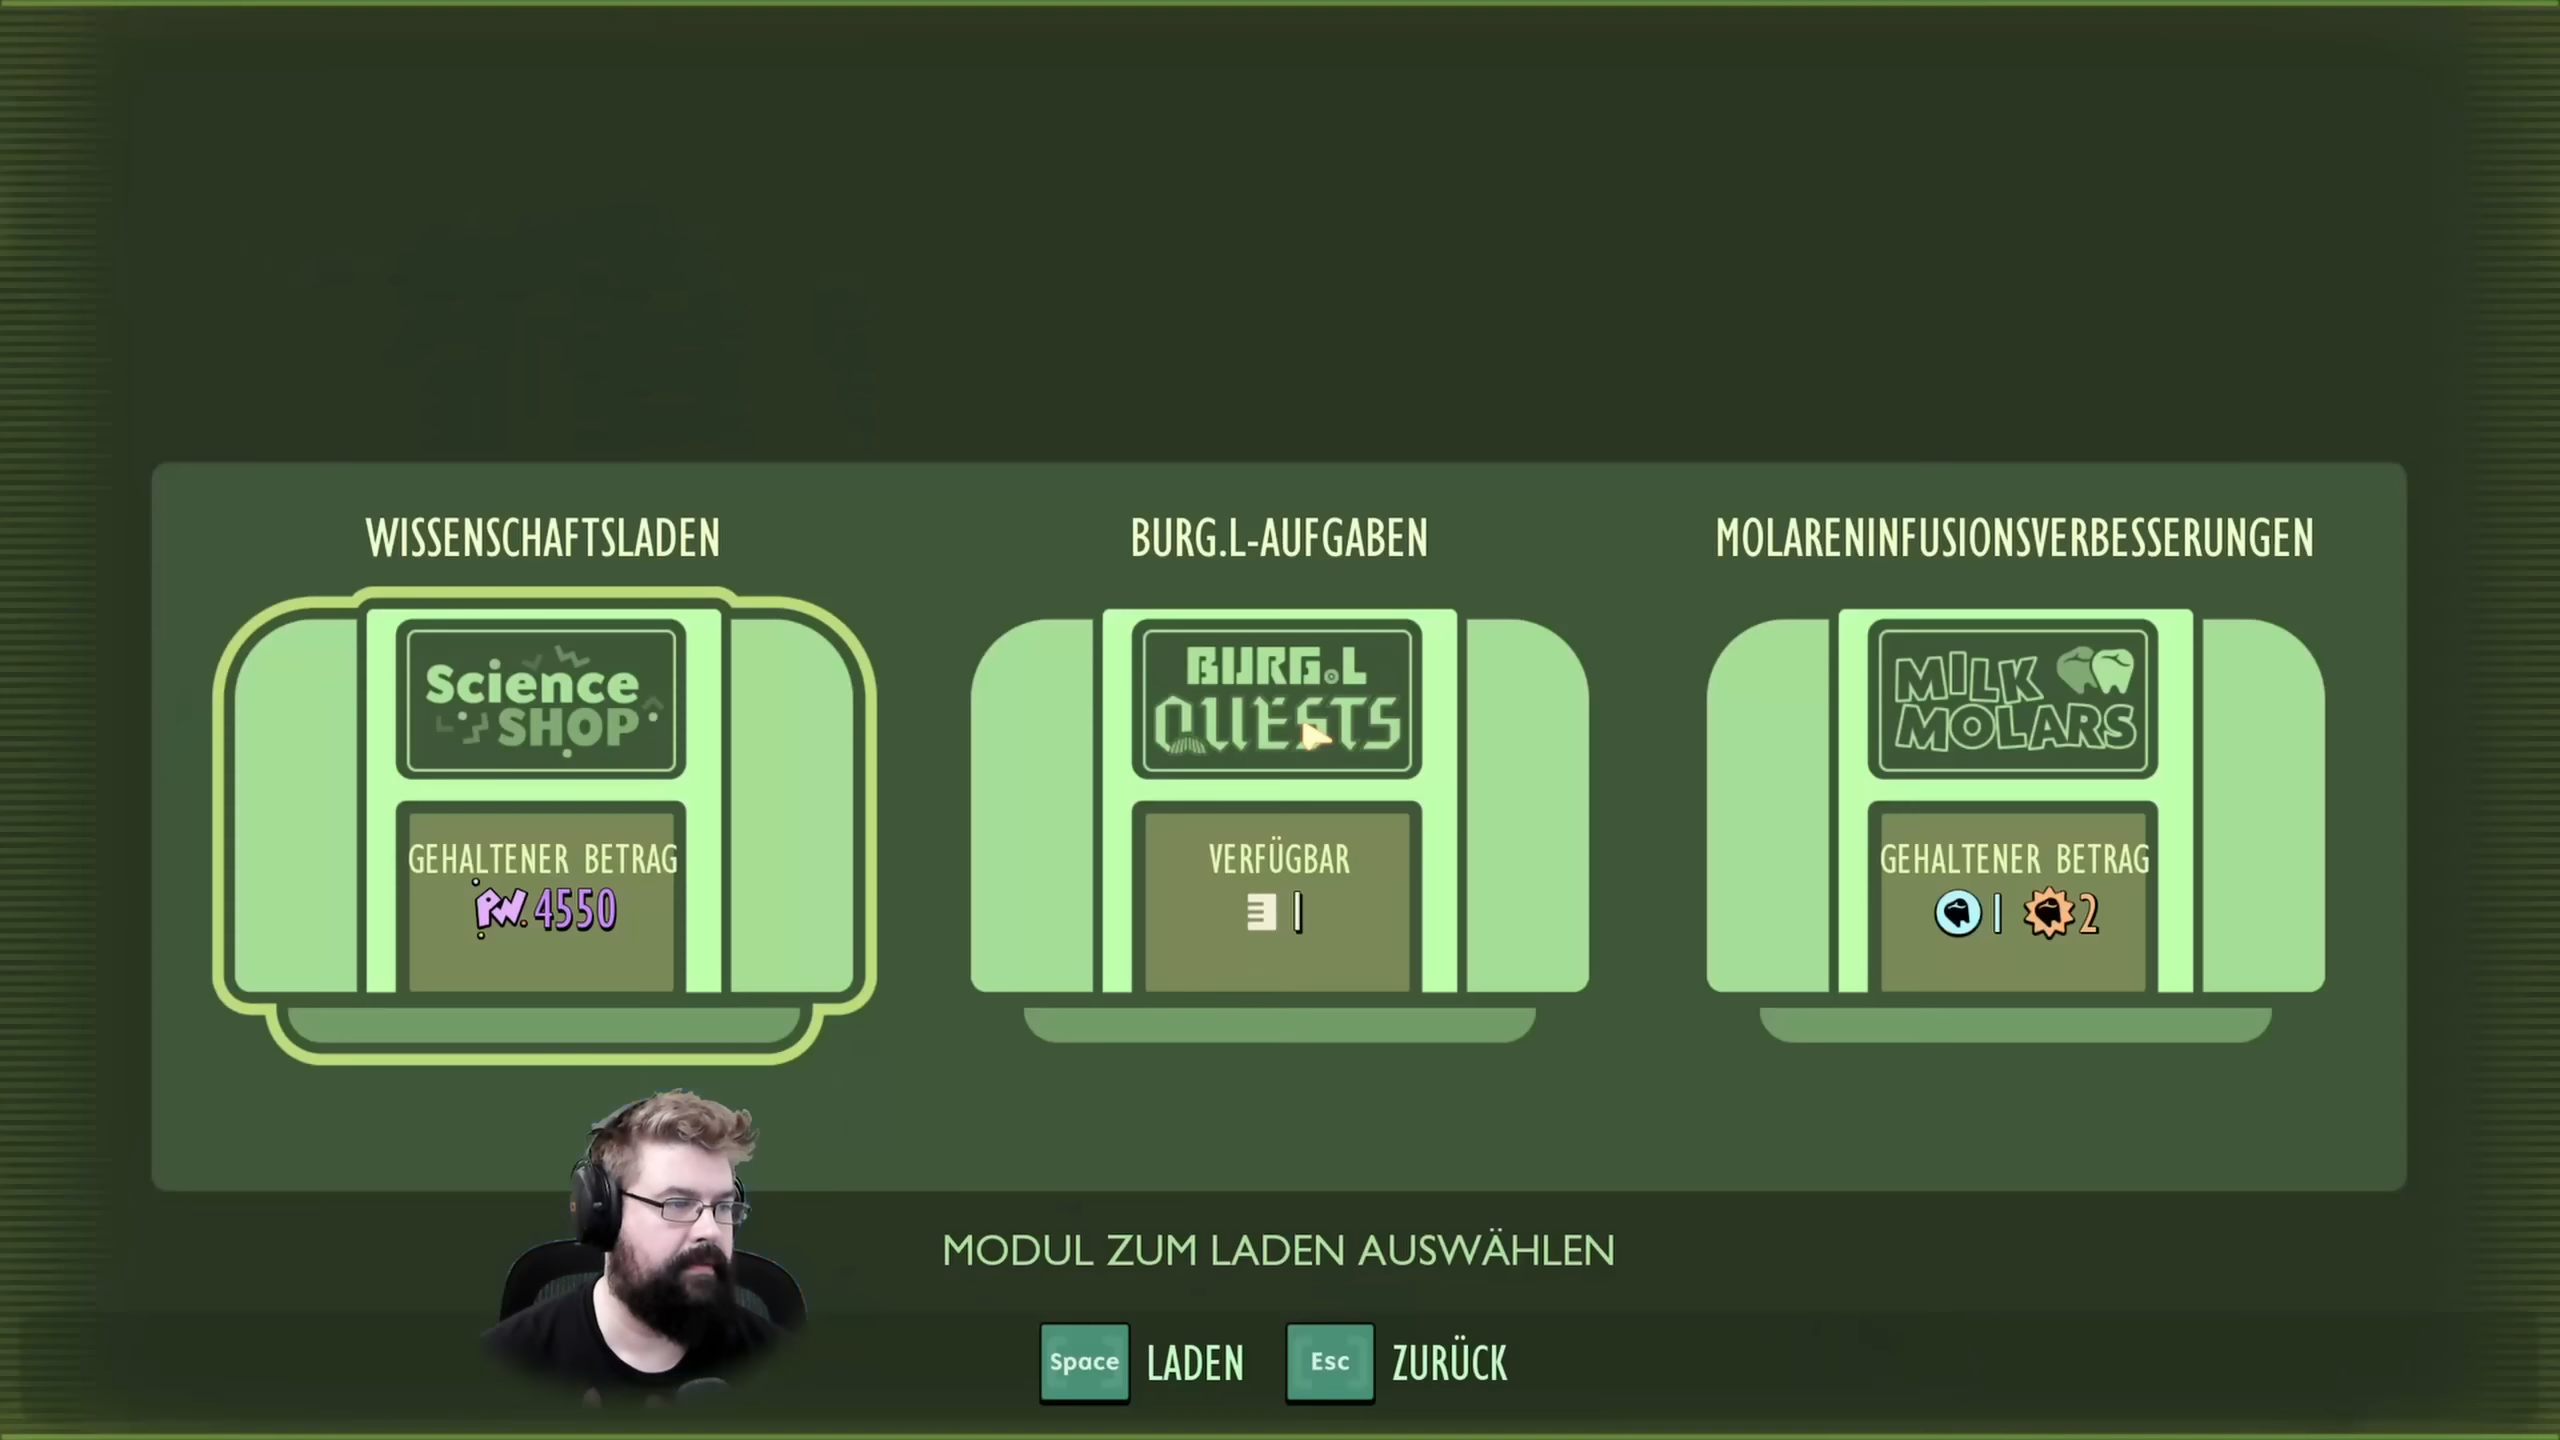 WISSENSCHAFTSLADEN
Science
SHOP
GEHALTENER BETRAG
RW. 4550
BURG.L-AUFGABEN
BURG.L
QUESTS
VERFÜGBAR
1
MOLARENINFUSIONSVERBESSERUNGEN
MILK
MOLARS
GEHALTENER BETRAG
1 2
MODUL ZUM LADEN AUSWÄHLEN
Space LADEN Esc ZURÜCK